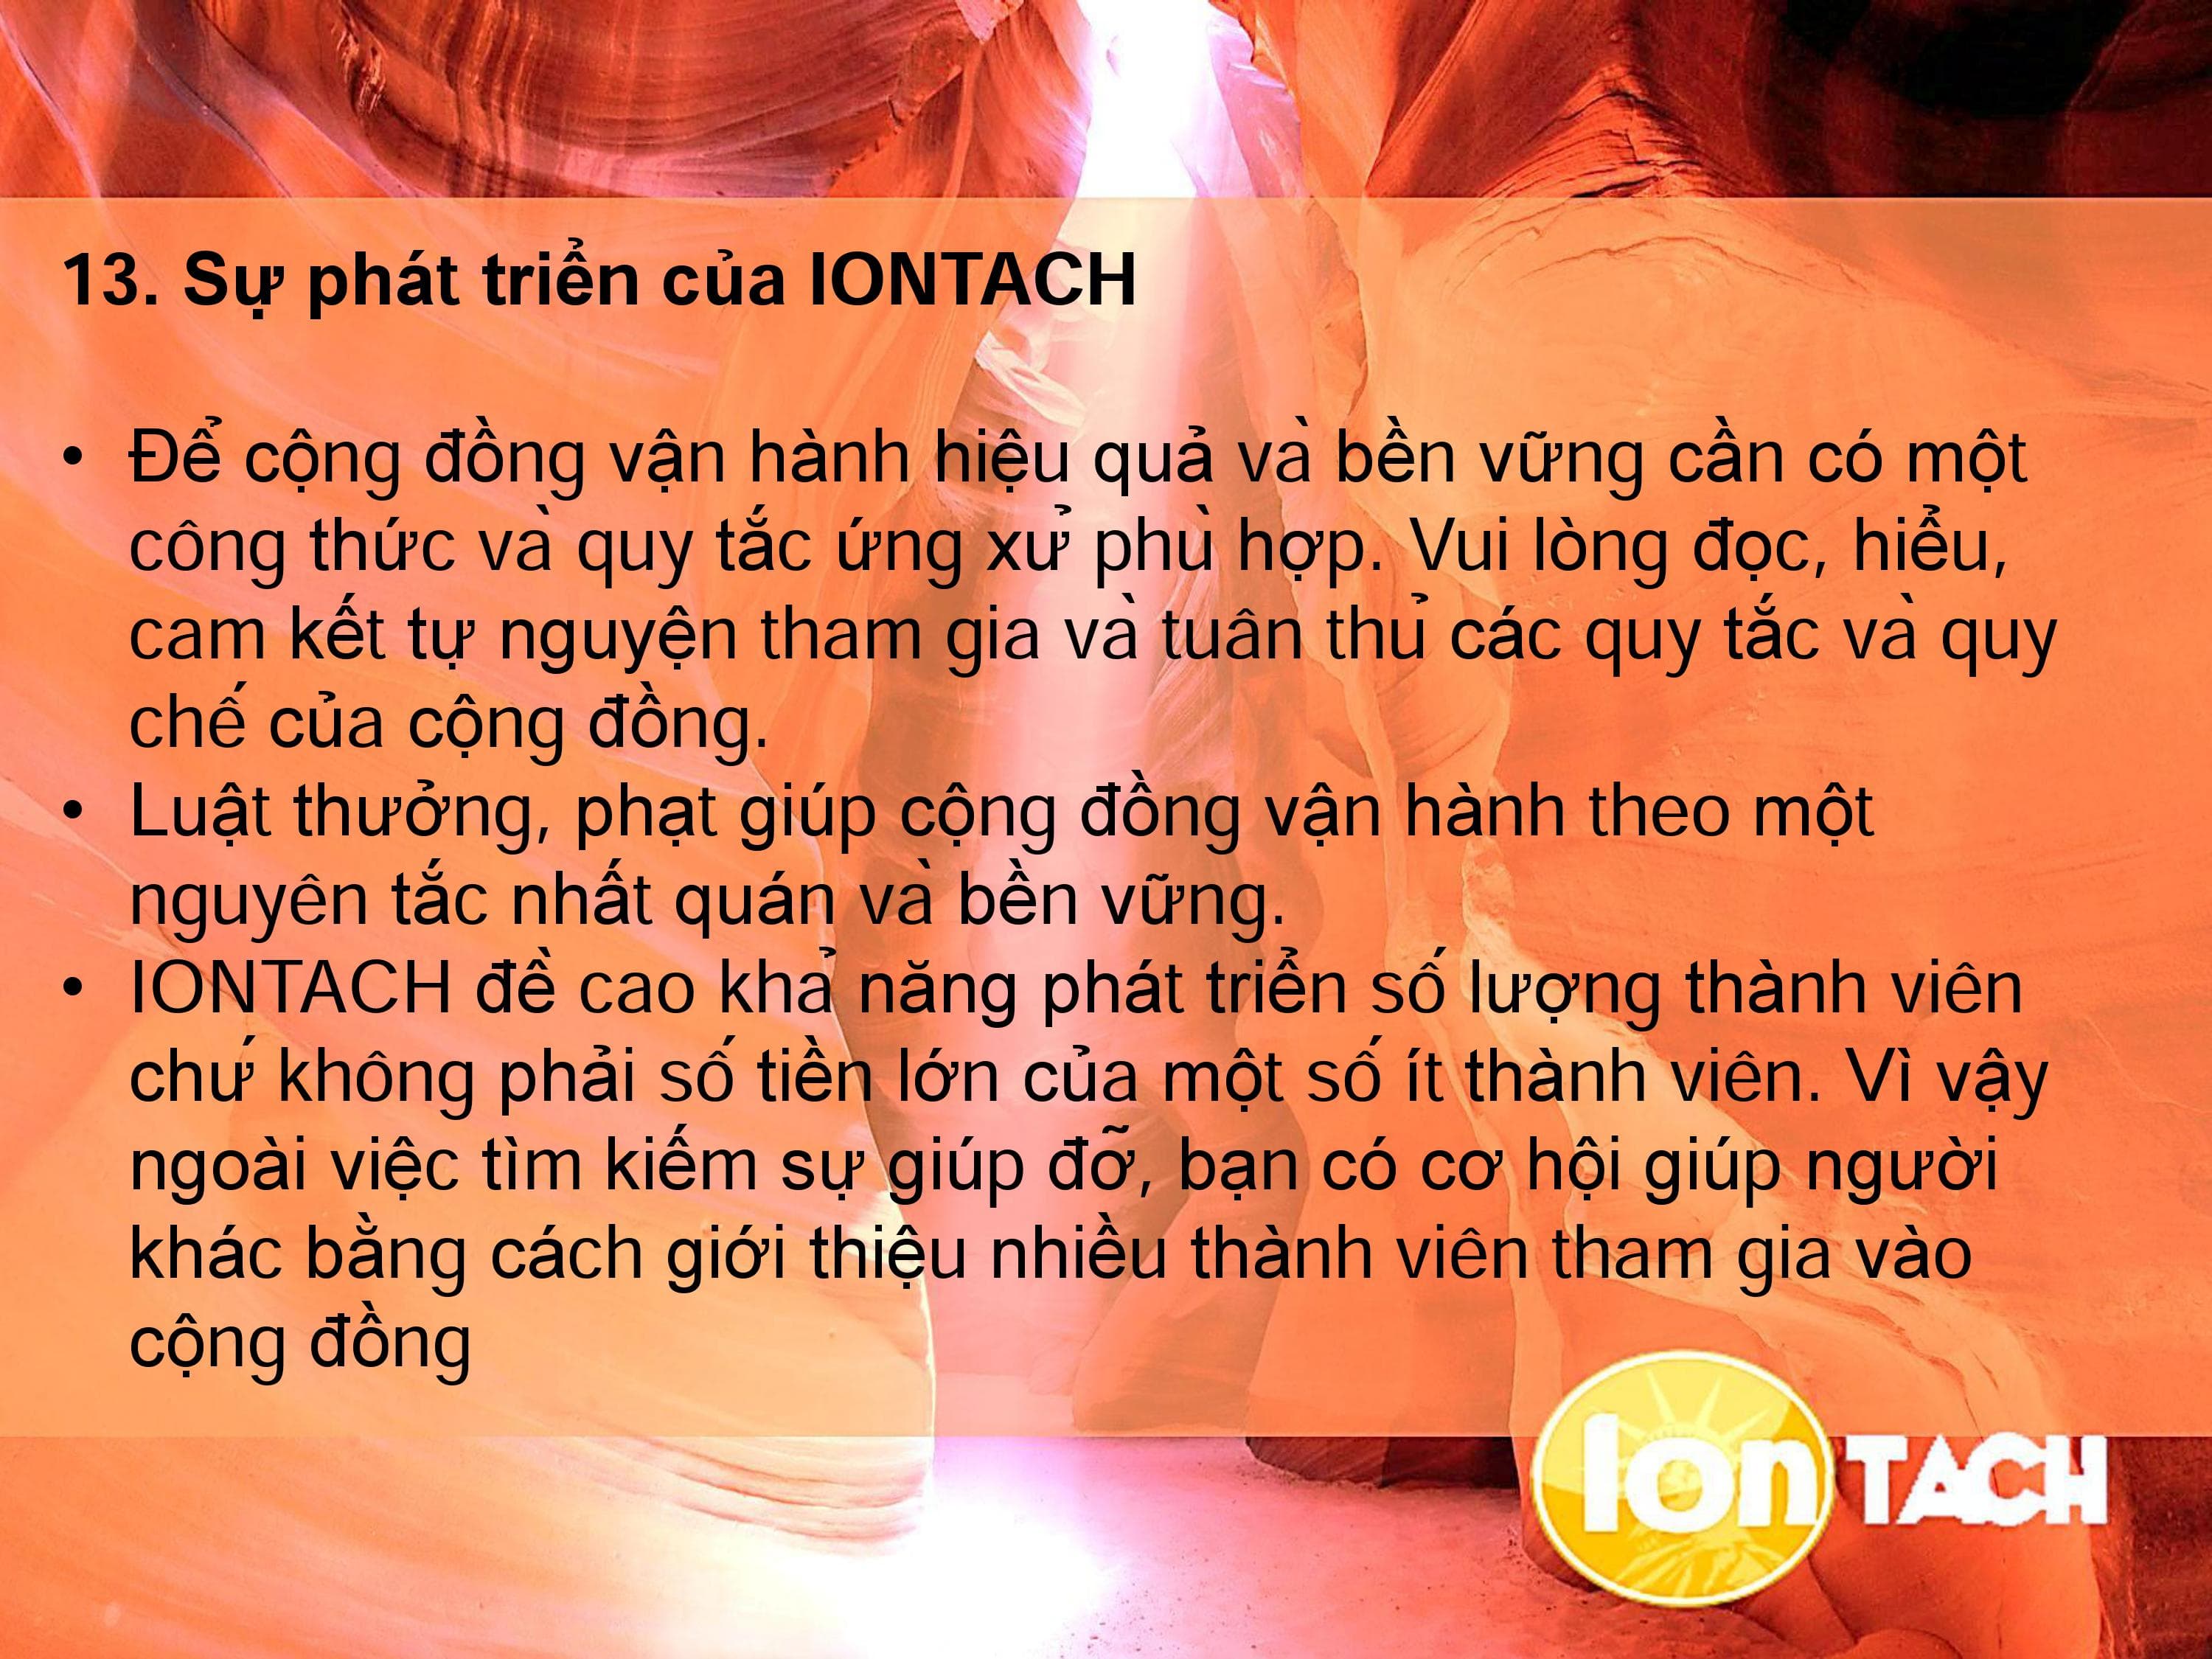 13. Sự phát triển của IONTACH
• Để cộng đồng vận hành hiệu quả và bền vững cần có một
công thức và quy tắc ứng xử phù hợp. Vui lòng đọc, hiểu,
cam kết tự nguyện tham gia và tuân thủ các quy tắc và quy
chế của cộng đồng.
• Luật thưởng, phạt giúp cộng đồng vận hành theo một
nguyên tắc nhất quán và bền vững.
• IONTACH đề cao khả năng phát triển số lượng thành viên
chứ không phải số tiền lớn của một số ít thành viên. Vì vậy
ngoài việc tìm kiếm sự giúp đỡ, bạn có cơ hội giúp người
khác bằng cách giới thiệu nhiều thành viên tham gia vào
cộng đồng
Ion TACH